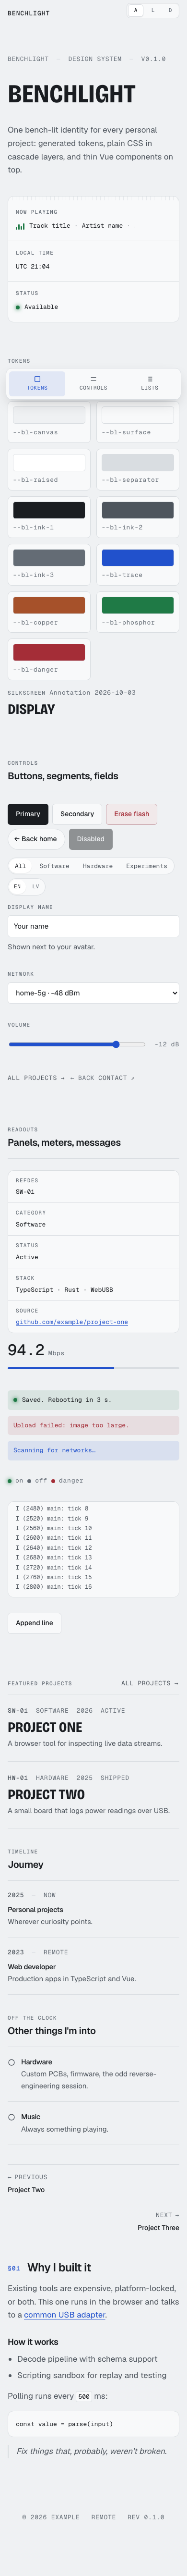 BENCHLIGHT
A L D
BENCHLIGHT · DESIGN SYSTEM · V0.1.0
BENCHLIGHT
One bench-lit identity for every personal
project: generated tokens, plain CSS in
cascade layers, and thin Vue components on
top.
NOW PLAYING
Track title · Artist name ·
LOCAL TIME
UTC 21:04
STATUS
Available
TOKENS
TOKENS CONTROLS LISTS
--bl-canvas --bl-surface
--bl-raised --bl-separator
--bl-ink-1 --bl-ink-2
--bl-ink-3 --bl-trace
--bl-copper --bl-phosphor
--bl-danger
SILKSCREEN Annotation 2026-10-03
DISPLAY
CONTROLS
Buttons, segments, fields
Primary Secondary Erase flash
← Back home Disabled
All Software Hardware Experiments
EN LV
DISPLAY NAME
Your name
Shown next to your avatar.
NETWORK
home-5g · -48 dBm
VOLUME
-12 dB
ALL PROJECTS → ← BACK CONTACT ↗
READOUTS
Panels, meters, messages
REFDES
SW-01
CATEGORY
Software
STATUS
Active
STACK
TypeScript · Rust · WebUSB
SOURCE
github.com/example/project-one
94.2 Mbps
Saved. Rebooting in 3 s.
Upload failed: image too large.
Scanning for networks…
on off danger
I (2480) main: tick 8
I (2520) main: tick 9
I (2560) main: tick 10
I (2600) main: tick 11
I (2640) main: tick 12
I (2680) main: tick 13
I (2720) main: tick 14
I (2760) main: tick 15
I (2800) main: tick 16
Append line
FEATURED PROJECTS ALL PROJECTS →
SW-01 SOFTWARE 2026 ACTIVE
PROJECT ONE
A browser tool for inspecting live data streams.
HW-01 HARDWARE 2025 SHIPPED
PROJECT TWO
A small board that logs power readings over USB.
TIMELINE
Journey
2025 · NOW
Personal projects
Wherever curiosity points.
2023 · REMOTE
Web developer
Production apps in TypeScript and Vue.
OFF THE CLOCK
Other things I'm into
Hardware
Custom PCBs, firmware, the odd reverse-
engineering session.
Music
Always something playing.
← PREVIOUS
Project Two
NEXT →
Project Three
S01 Why I built it
Existing tools are expensive, platform-locked,
or both. This one runs in the browser and talks
to a common USB adapter.
How it works
• Decode pipeline with schema support
• Scripting sandbox for replay and testing
Polling runs every 500 ms:
const value = parse(input)
Fix things that, probably, weren't broken.
© 2026 EXAMPLE REMOTE REV 0.1.0